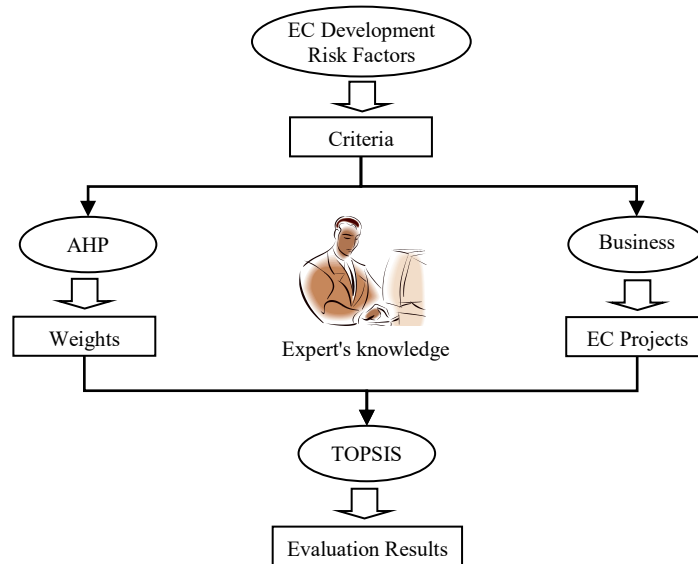 EC Development
Risk Factors
Criteria
AHP
Business
Weights
Expert's knowledge
EC Projects
TOPSIS
Evaluation Results